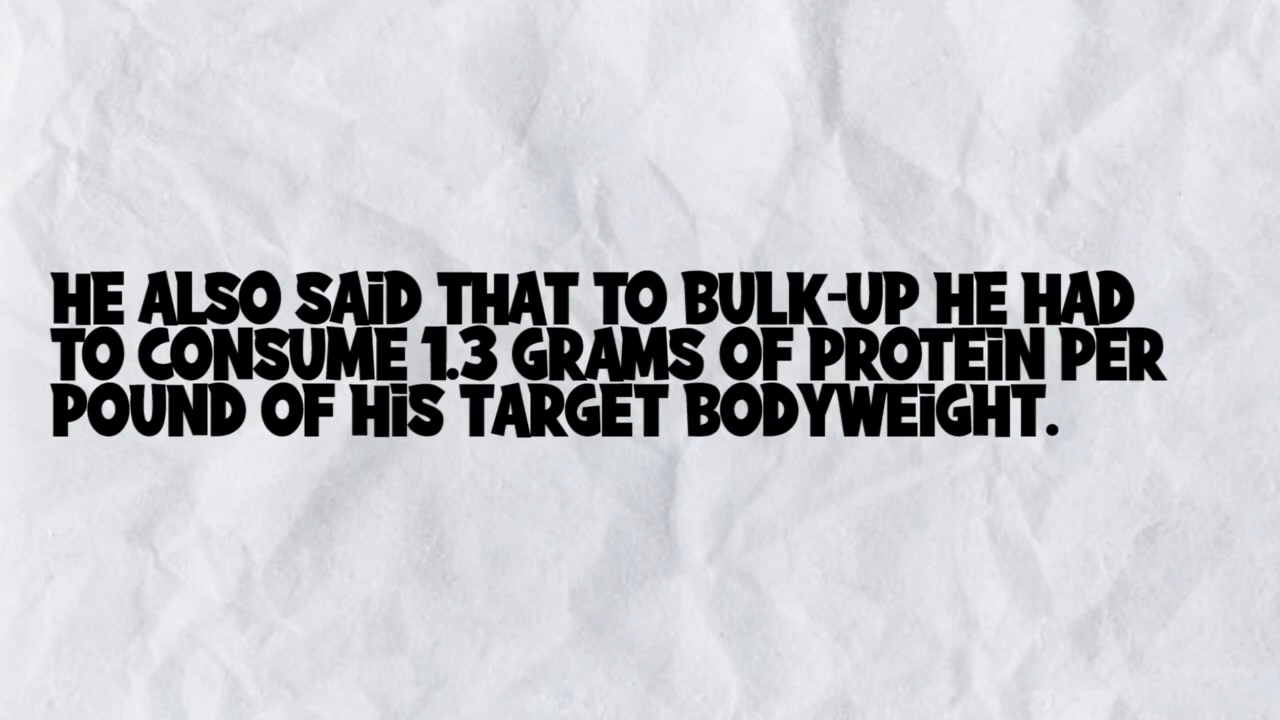 HE ALSO SAiD THAT TO BULK-UP HE HAD
TO CONSUME 1.3 GRAMS OF PROTEiN PER
POUND OF HiS TARGET BODYWEiGHT.